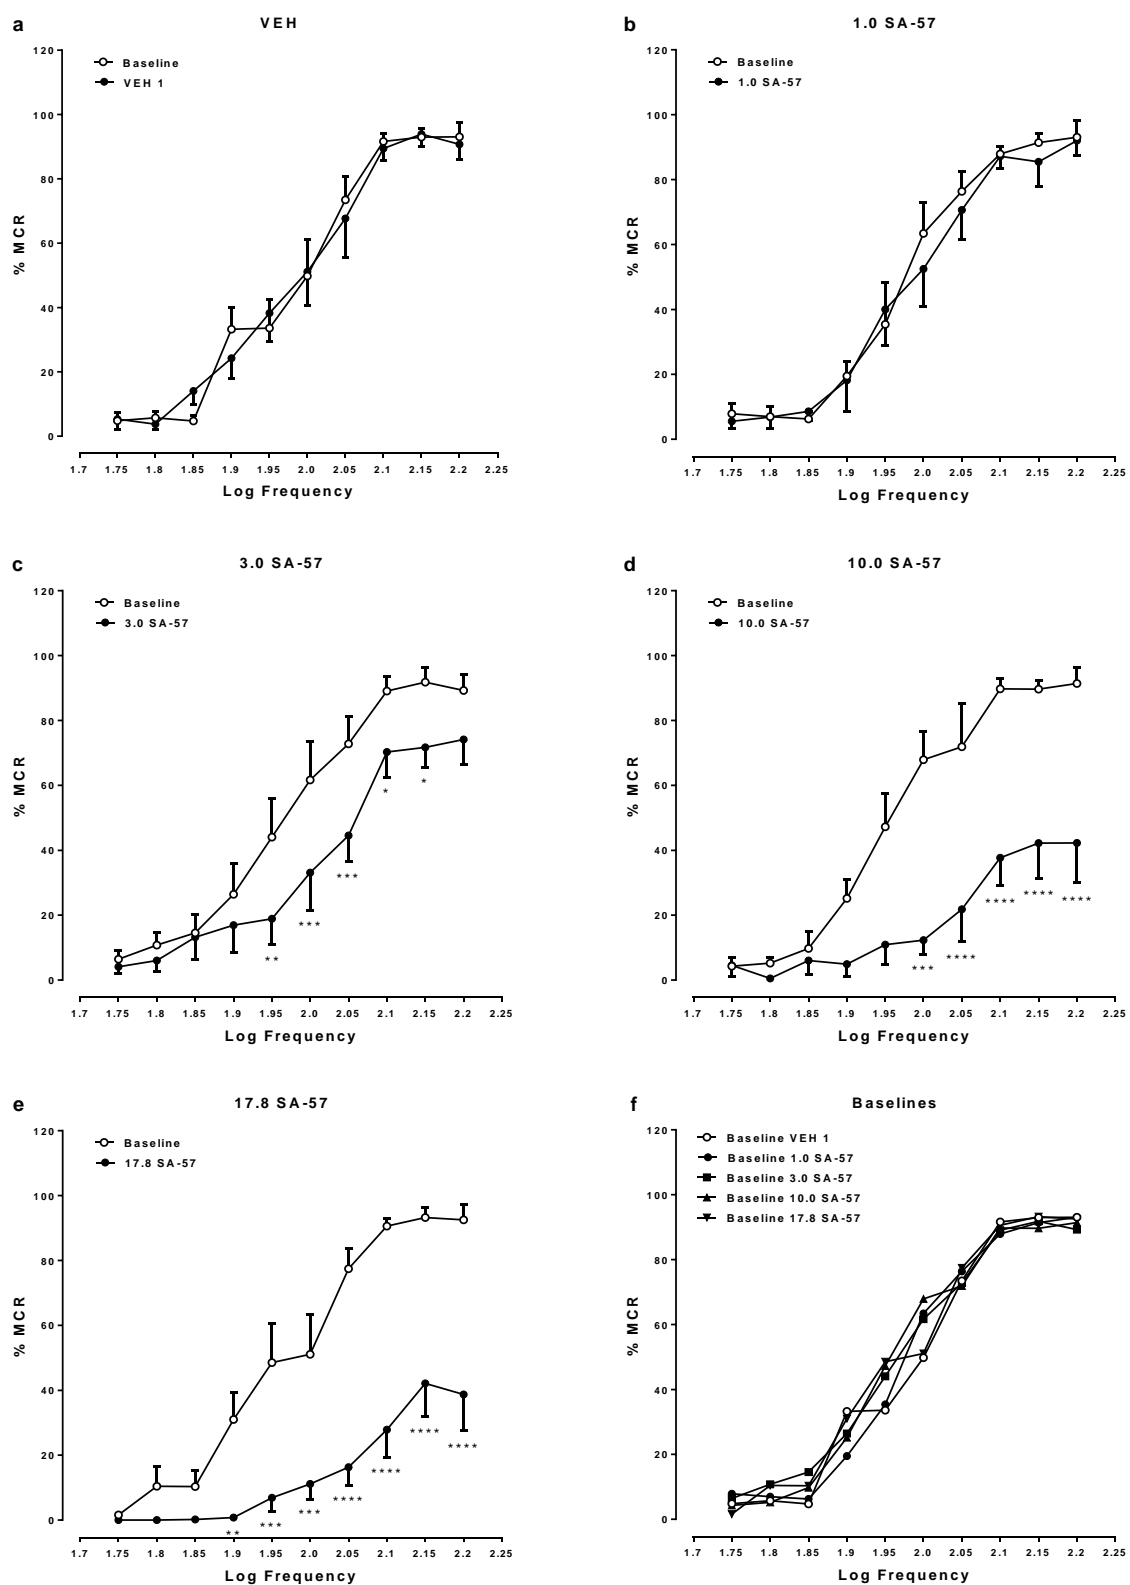 a
VEH
120
100
80
60
40
20
0
% MCR
Baseline
VEH 1
1.7 1.75 1.8 1.85 1.9 1.95 2.0 2.05 2.1 2.15 2.2 2.25
Log Frequency
b
1.0 SA-57
120
100
80
60
40
20
0
% MCR
Baseline
1.0 SA-57
1.7 1.75 1.8 1.85 1.9 1.95 2.0 2.05 2.1 2.15 2.2 2.25
Log Frequency
c
3.0 SA-57
120
100
80
60
40
20
0
% MCR
Baseline
3.0 SA-57
* *
***
***
**
1.7 1.75 1.8 1.85 1.9 1.95 2.0 2.05 2.1 2.15 2.2 2.25
Log Frequency
d
10.0 SA-57
120
100
80
60
40
20
0
% MCR
Baseline
10.0 SA-57
**** **** ****
*** ****
1.7 1.75 1.8 1.85 1.9 1.95 2.0 2.05 2.1 2.15 2.2 2.25
Log Frequency
e
17.8 SA-57
120
100
80
60
40
20
0
% MCR
Baseline
17.8 SA-57
** *** *** **** **** **** ****
1.7 1.75 1.8 1.85 1.9 1.95 2.0 2.05 2.1 2.15 2.2 2.25
Log Frequency
f
Baselines
120
100
80
60
40
20
0
% MCR
Baseline VEH 1
Baseline 1.0 SA-57
Baseline 3.0 SA-57
Baseline 10.0 SA-57
Baseline 17.8 SA-57
1.7 1.75 1.8 1.85 1.9 1.95 2.0 2.05 2.1 2.15 2.2 2.25
Log Frequency